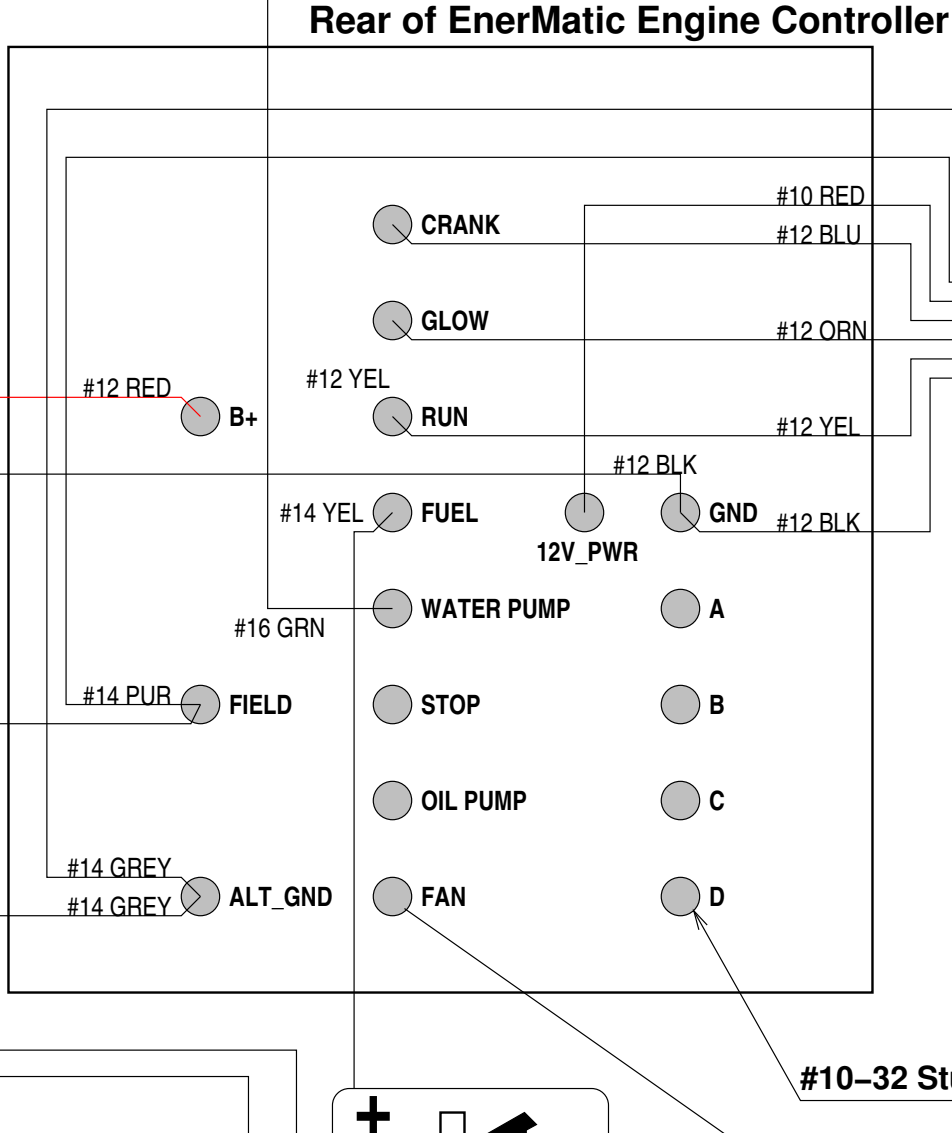 Rear of EnerMatic Engine Controller
#10 RED
CRANK
#12 BLU
GLOW
#12 ORN
#12 YEL
#12 RED
B+
RUN
#12 YEL
#12 BLK
#14 YEL
FUEL
GND
#12 BLK
12V_PWR
WATER PUMP
A
#16 GRN
#14 PUR
FIELD
STOP
B
OIL PUMP
C
#14 GREY
#14 GREY
ALT_GND
FAN
D
#10−32